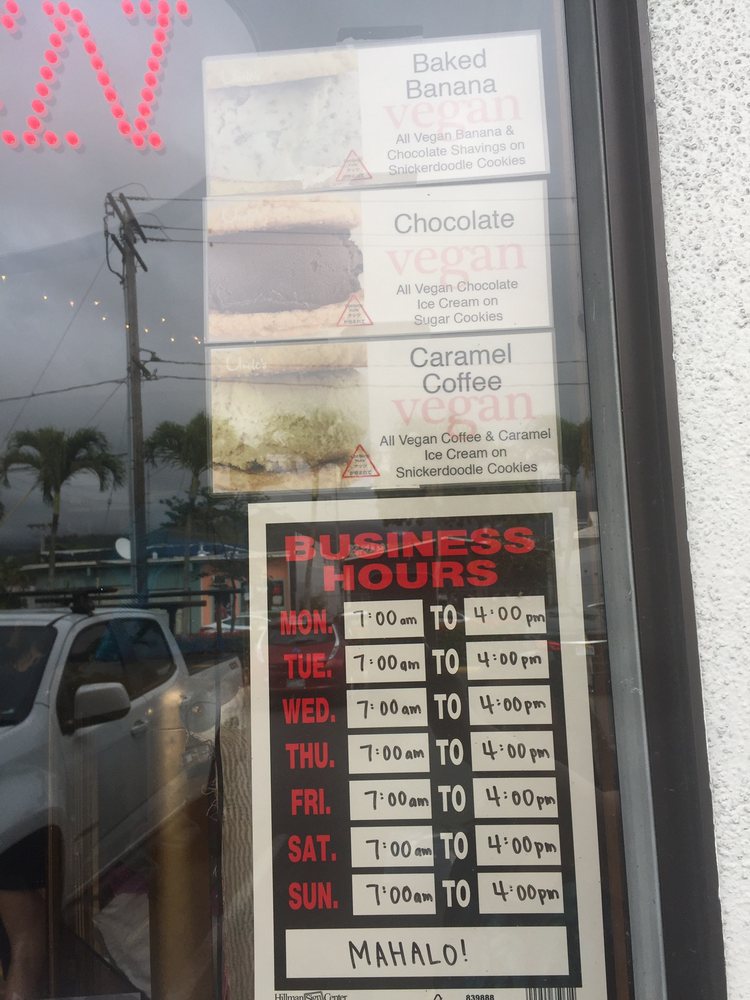 Baked
Banana
vegan
All Vegan Banana &
Chocolate Shavings on
Snickerdoodle Cookies
Chocolate
vegan
All Vegan Chocolate
Ice Cream on
Sugar Cookies
Caramel
Coffee
vegan
All Vegan Coffee & Caramel
Ice Cream on
Snickerdoodle Cookies
BUSINESS
HOURS
MON. 7:00 am TO 4:00 pm
TUE. 7:00 am TO 4:00 pm
WED. 7:00 am TO 4:00 pm
THU. 7:00 am TO 4:00 pm
FRI. 7:00 am TO 4:00 pm
SAT. 7:00 am TO 4:00 pm
SUN. 7:00 am TO 4:00 pm
MAHALO!
Hillman Sign Center 839888